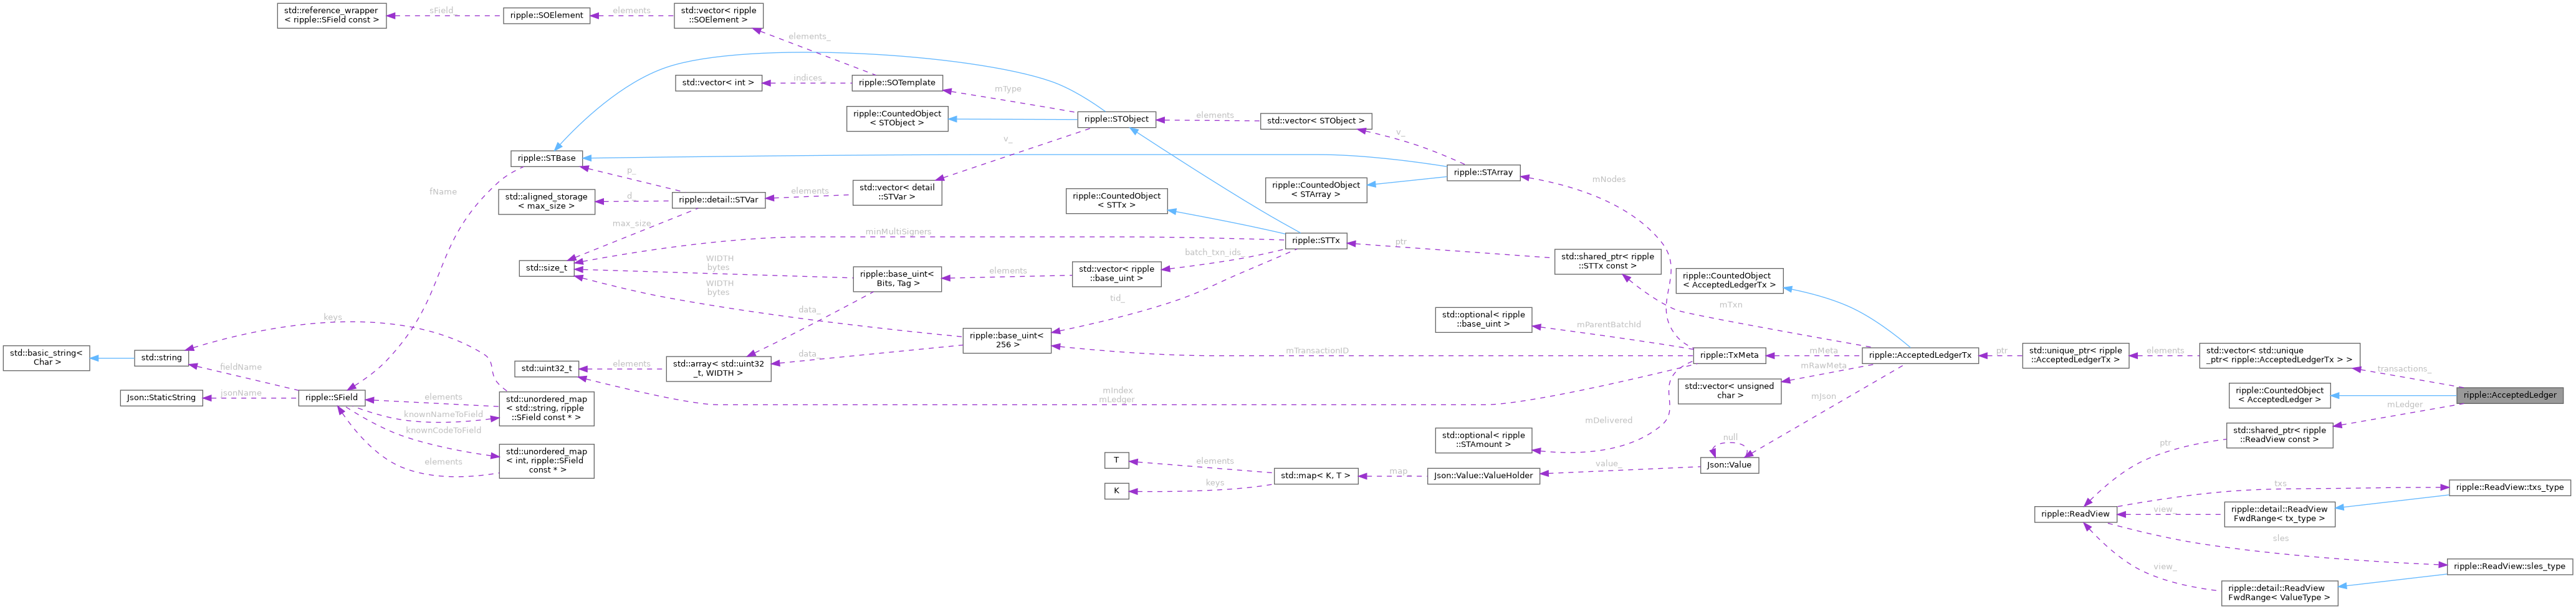 std::reference_wrapper
< ripple::SField const >
sField
ripple::SOElement
elements
std::vector< ripple
::SOElement >
elements_
std::vector< int >
indices
ripple::SOTemplate
mType
ripple::CountedObject
< STObject >
ripple::STObject
elements
std::vector< STObject >
v_
v_
ripple::STBase
ripple::STArray
fName
p_
std::aligned_storage
< max_size >
d_
ripple::detail::STVar
elements
std::vector< detail
::STVar >
ripple::CountedObject
< STArray >
mNodes
ripple::CountedObject
< STTx >
max_size
minMultiSigners
ripple::STTx
ptr
std::size_t
WIDTH
bytes
ripple::base_uint<
Bits, Tag >
elements
std::vector< ripple
::base_uint >
batch_txn_ids_
std::shared_ptr< ripple
::STTx const >
ripple::CountedObject
< AcceptedLedgerTx >
WIDTH
bytes
tid_
mTxn
data_
std::optional< ripple
::base_uint >
mParentBatchId
keys
ripple::base_uint<
256 >
std::basic_string<
Char >
std::string
data_
mTransactionID
ripple::TxMeta
mMeta
ripple::AcceptedLedgerTx
ptr
std::unique_ptr< ripple
::AcceptedLedgerTx >
elements
std::vector< std::unique
_ptr< ripple::AcceptedLedgerTx > >
transactions_
fieldName
std::uint32_t
elements
std::array< std::uint32
_t, WIDTH >
mRawMeta
Json::StaticString
jsonName
ripple::SField
elements
knownNameToField
std::unordered_map
< std::string, ripple
::SField const * >
mIndex
mLedger
std::vector< unsigned
char >
mJson
ripple::CountedObject
< AcceptedLedger >
ripple::AcceptedLedger
mLedger
knownCodeToField
mDelivered
std::optional< ripple
::STAmount >
null
std::shared_ptr< ripple
::ReadView const >
ptr
elements
std::unordered_map
< int, ripple::SField
const * >
T
elements
K
keys
std::map< K, T >
map_
Json::Value::ValueHolder
value_
Json::Value
txs
ripple::ReadView::txs_type
ripple::ReadView
view_
ripple::detail::ReadView
FwdRange< tx_type >
sles
ripple::ReadView::sles_type
view_
ripple::detail::ReadView
FwdRange< ValueType >